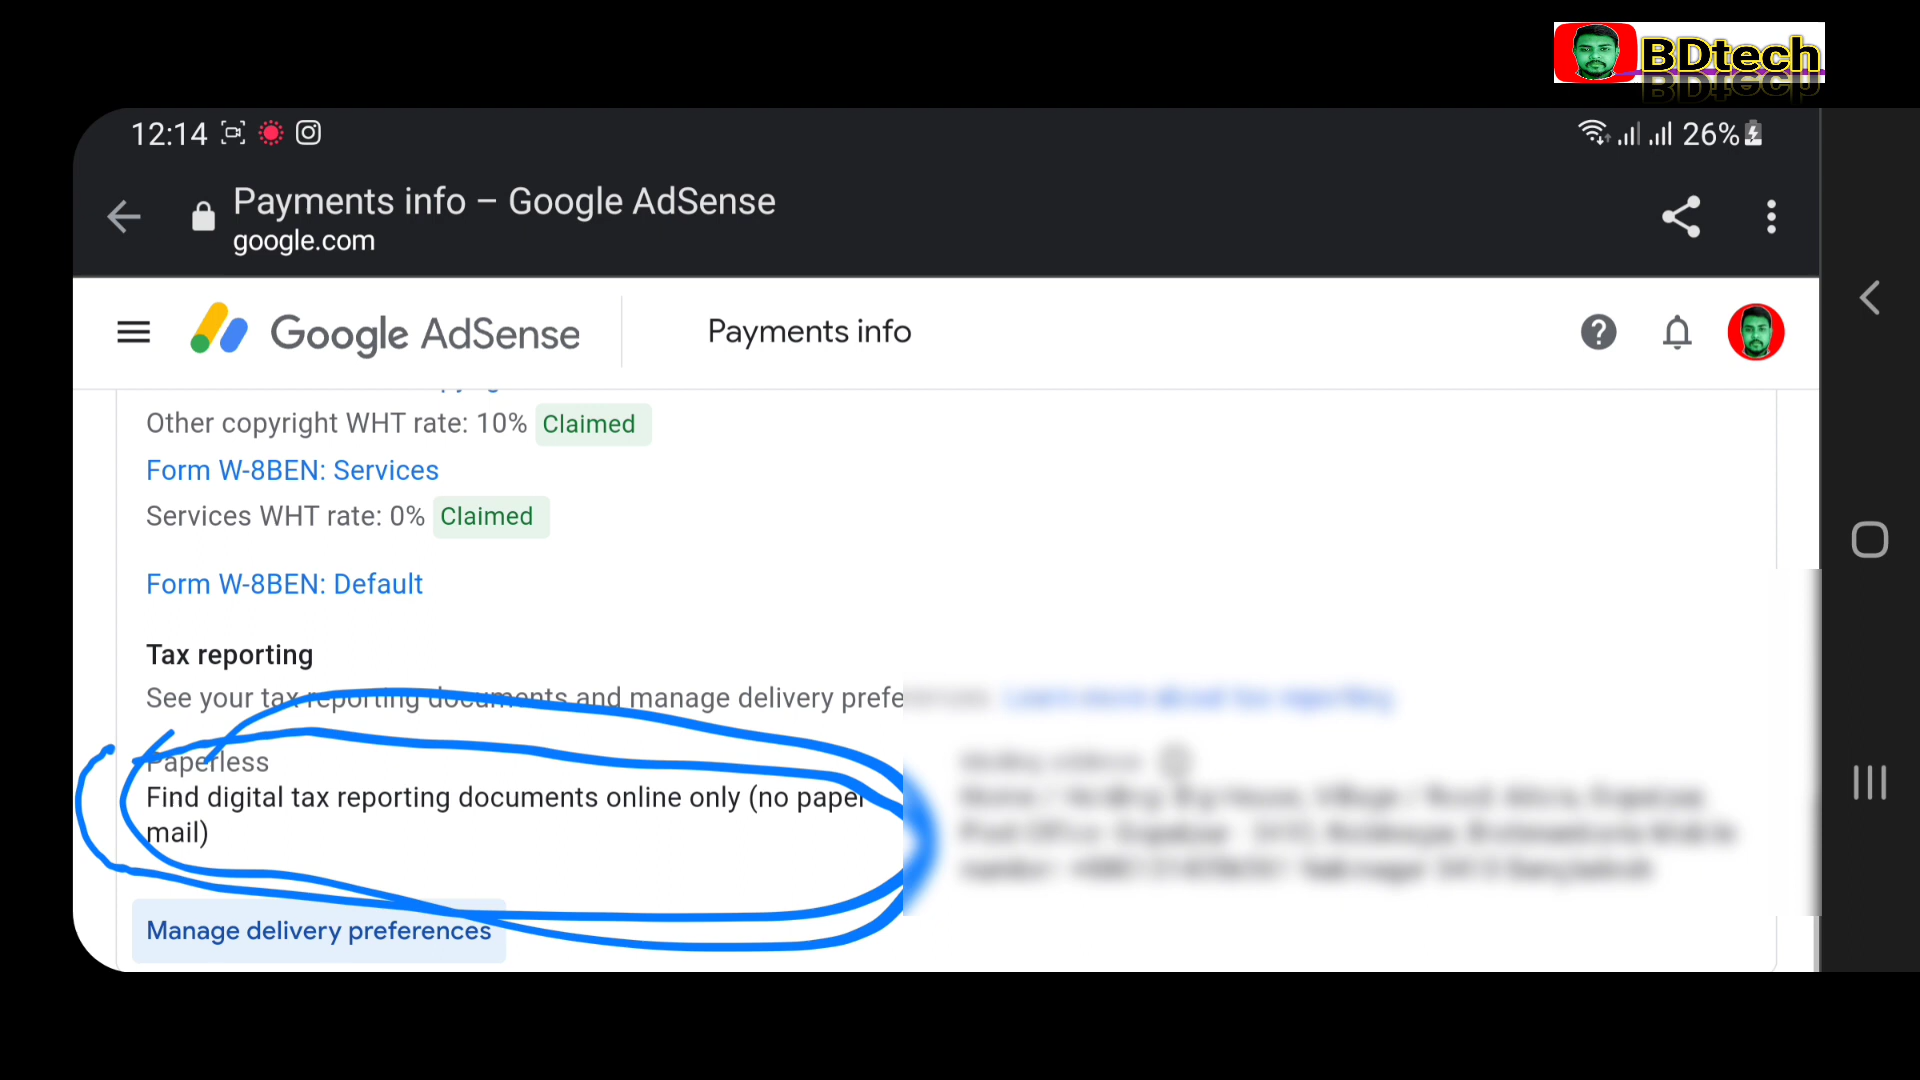 BDtech
12:14
26%
Payments info – Google AdSense
google.com
Google AdSense
Payments info
Other copyright WHT rate: 10% Claimed
Form W-8BEN: Services
Services WHT rate: 0% Claimed
Form W-8BEN: Default
Tax reporting
See your tax reporting documents and manage delivery prefe
Paperless
Find digital tax reporting documents online only (no paper
mail)
Manage delivery preferences